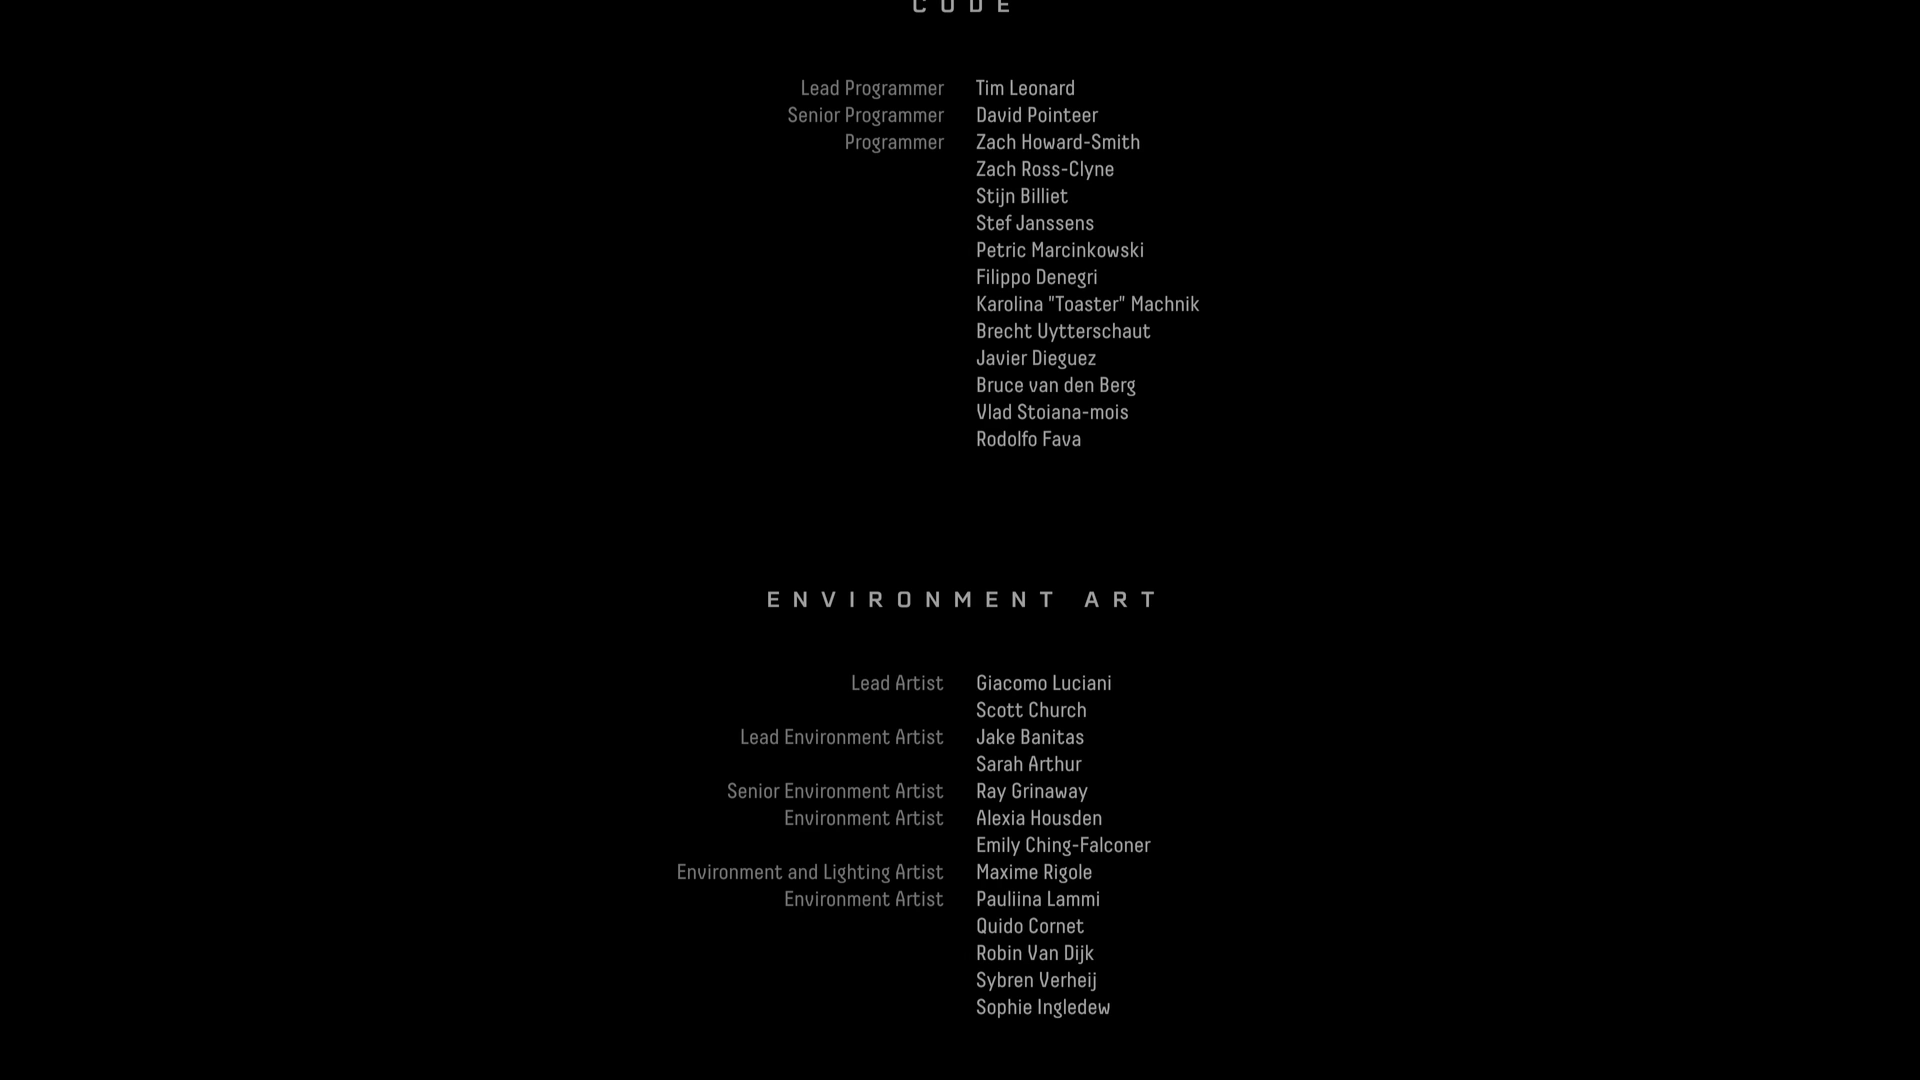 CODE
Lead Programmer Tim Leonard
Senior Programmer David Pointeer
Programmer Zach Howard-Smith
Zach Ross-Clyne
Stijn Billiet
Stef Janssens
Petric Marcinkowski
Filippo Denegri
Karolina "Toaster" Machnik
Brecht Uytterschaut
Javier Dieguez
Bruce van den Berg
Vlad Stoiana-mois
Rodolfo Fava
ENVIRONMENT ART
Lead Artist Giacomo Luciani
Scott Church
Lead Environment Artist Jake Banitas
Sarah Arthur
Senior Environment Artist Ray Grinaway
Environment Artist Alexia Housden
Emily Ching-Falconer
Environment and Lighting Artist Maxime Rigole
Environment Artist Pauliina Lammi
Quido Cornet
Robin Van Dijk
Sybren Verheij
Sophie Ingledew